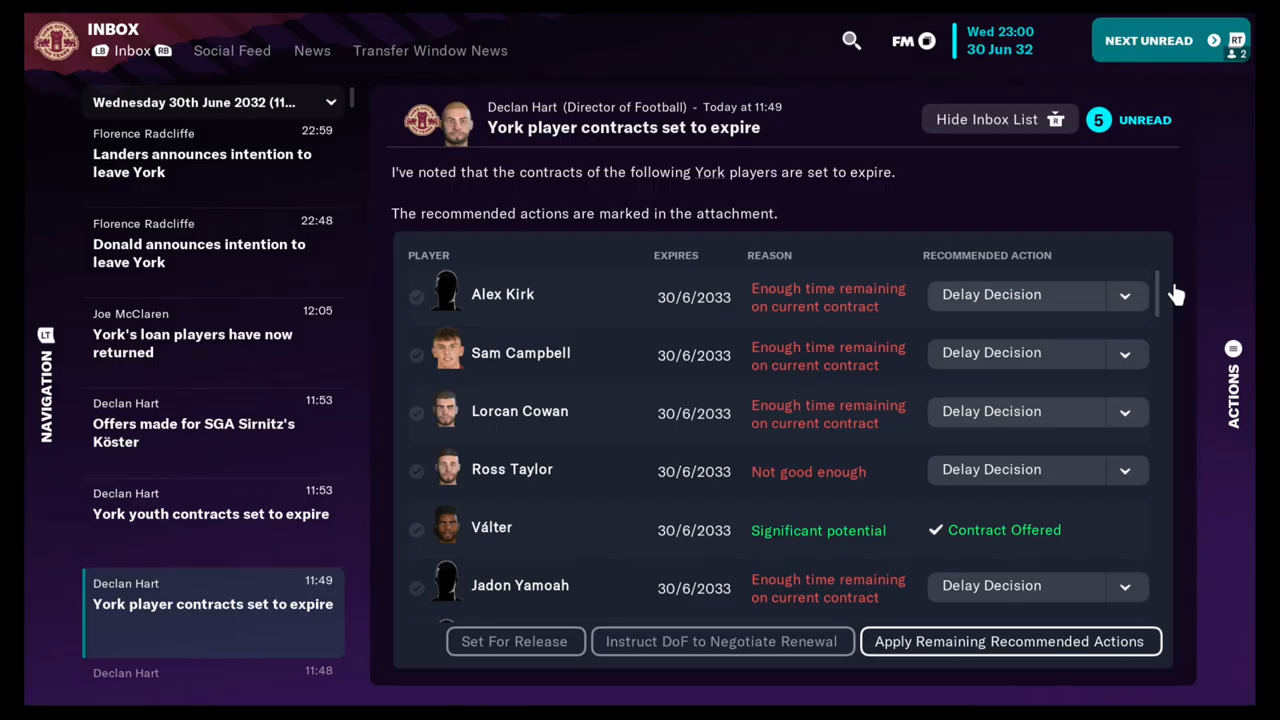 INBOX
LB Inbox RB
Social Feed
News
Transfer Window News
FM
Wed 23:00
30 Jun 32
NEXT UNREAD
RT
2
Wednesday 30th June 2032 (11...
Florence Radcliffe 22:59
Landers announces intention to
leave York
Florence Radcliffe 22:48
Donald announces intention to
leave York
Joe McClaren 12:05
York's loan players have now
returned
Declan Hart 11:53
Offers made for SGA Sirnitz's
Köster
Declan Hart 11:53
York youth contracts set to expire
Declan Hart 11:49
York player contracts set to expire
Declan Hart 11:48
LT
NAVIGATION
Declan Hart (Director of Football) - Today at 11:49
York player contracts set to expire
Hide Inbox List R
5 UNREAD
I've noted that the contracts of the following York players are set to expire.
The recommended actions are marked in the attachment.
PLAYER EXPIRES REASON RECOMMENDED ACTION
Alex Kirk 30/6/2033 Enough time remaining
on current contract Delay Decision
Sam Campbell 30/6/2033 Enough time remaining
on current contract Delay Decision
Lorcan Cowan 30/6/2033 Enough time remaining
on current contract Delay Decision
Ross Taylor 30/6/2033 Not good enough Delay Decision
Válter 30/6/2033 Significant potential Contract Offered
Jadon Yamoah 30/6/2033 Enough time remaining
on current contract Delay Decision
Set For Release
Instruct DoF to Negotiate Renewal
Apply Remaining Recommended Actions
ACTIONS